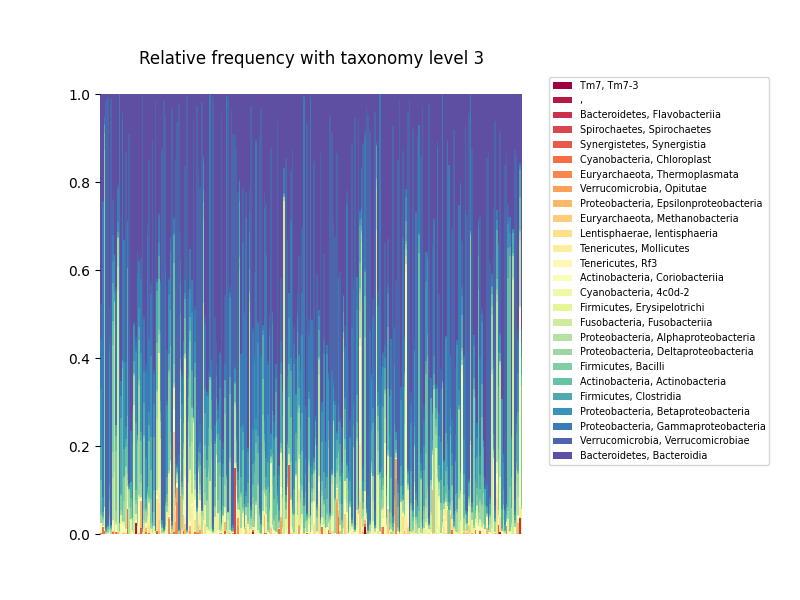 Relative frequency with taxonomy level 3
1.0
0.8
0.6
0.4
0.2
0.0
Tm7, Tm7-3
,
Bacteroidetes, Flavobacteriia
Spirochaetes, Spirochaetes
Synergistetes, Synergistia
Cyanobacteria, Chloroplast
Euryarchaeota, Thermoplasmata
Verrucomicrobia, Opitutae
Proteobacteria, Epsilonproteobacteria
Euryarchaeota, Methanobacteria
Lentisphaerae, lentisphaeria
Tenericutes, Mollicutes
Tenericutes, Rf3
Actinobacteria, Coriobacteriia
Cyanobacteria, 4c0d-2
Firmicutes, Erysipelotrichi
Fusobacteria, Fusobacteriia
Proteobacteria, Alphaproteobacteria
Proteobacteria, Deltaproteobacteria
Firmicutes, Bacilli
Actinobacteria, Actinobacteria
Firmicutes, Clostridia
Proteobacteria, Betaproteobacteria
Proteobacteria, Gammaproteobacteria
Verrucomicrobia, Verrucomicrobiae
Bacteroidetes, Bacteroidia